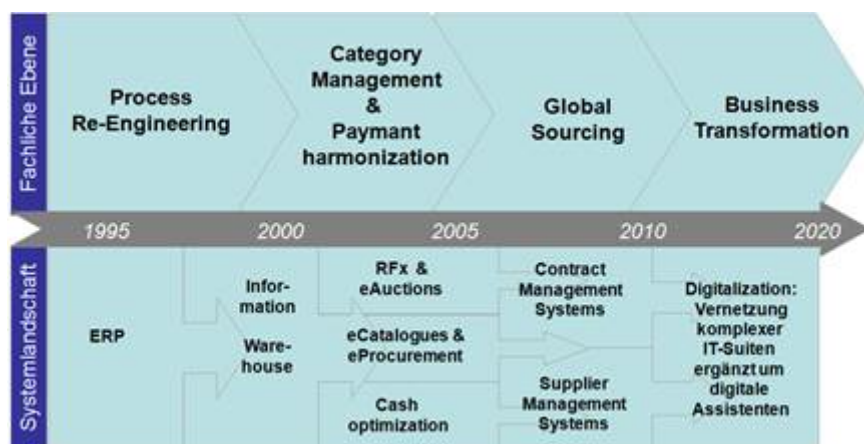 Fachliche Ebene
Process
Re-Engineering
Category
Management
&
Paymant
harmonization
Global
Sourcing
Business
Transformation
1995
2000
2005
2010
2020
Systemlandschaft
ERP
Infor-
mation
Ware-
house
RFx &
eAuctions
eCatalogues &
eProcurement
Cash
optimization
Contract
Management
Systems
Supplier
Management
Systems
Digitalization:
Vernetzung
komplexer
IT-Suiten
ergänzt um
digitale
Assistenten